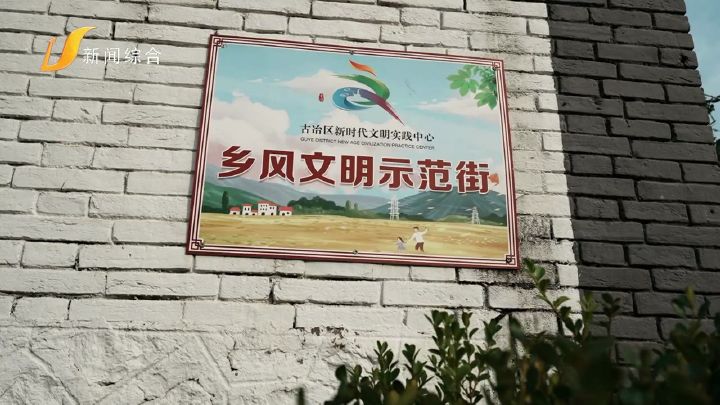 新闻综合
古冶区新时代文明实践中心
GUYE DISTRICT NEW AGE CIVILIZATION PRACTICE CENTER
乡风文明示范街